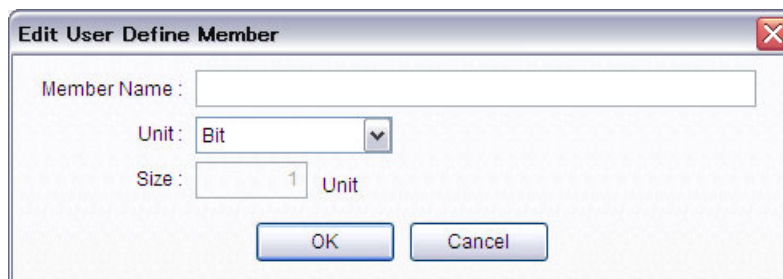 Edit User Define Member
Member Name :
Unit : Bit
Size : 1 Unit
OK Cancel